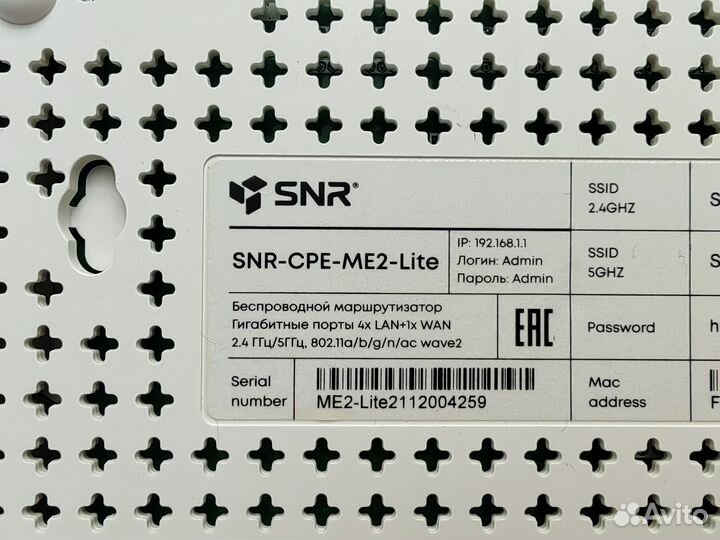 SNR®
SSID
2.4GHZ
S
SNR-CPE-ME2-Lite
IP: 192.168.1.1
Логин: Admin
Пароль: Admin
SSID
5GHZ
S
Беспроводной маршрутизатор
Гигабитные порты 4x LAN+1x WAN
2.4 ГГц/5ГГц, 802.11a/b/g/n/ac wave2
EAC
Password
h
Serial
number
ME2-Lite2112004259
Mac
address
F
Avito